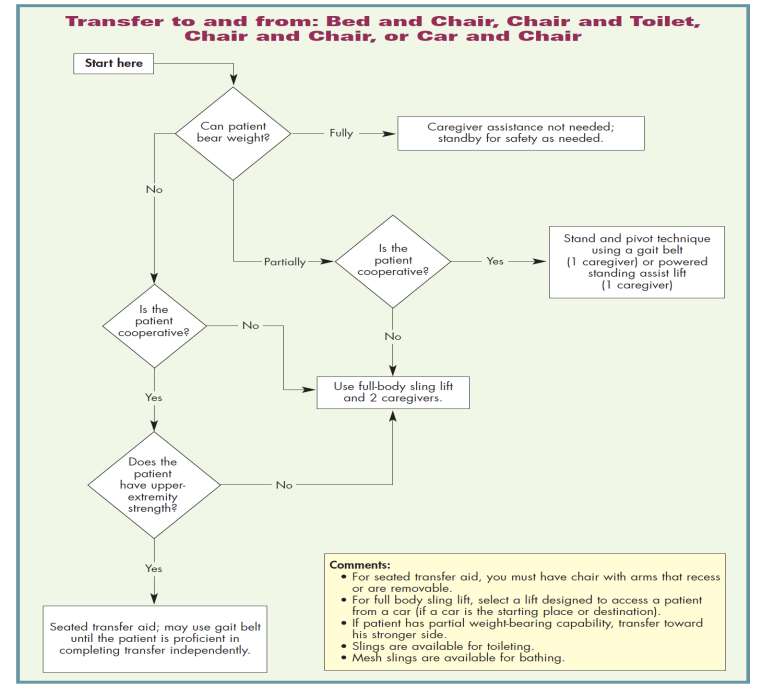 Transfer to and from: Bed and Chair, Chair and Toilet,
Chair and Chair, or Car and Chair
Start here
Can patient
bear weight?
Fully
Caregiver assistance not needed;
standby for safety as needed.
No
Partially
Is the
patient
cooperative?
Yes
Stand and pivot technique
using a gait belt
(1 caregiver) or powered
standing assist lift
(1 caregiver)
No
Is the
patient
cooperative?
No
Use full-body sling lift
and 2 caregivers.
Yes
Does the
patient
have upper-
extremity
strength?
No
Yes
Seated transfer aid; may use gait belt
until the patient is proficient in
completing transfer independently.
Comments:
• For seated transfer aid, you must have chair with arms that recess
or are removable.
• For full body sling lift, select a lift designed to access a patient
from a car (if a car is the starting place or destination).
• If patient has partial weight-bearing capability, transfer toward
his stronger side.
• Slings are available for toileting.
• Mesh slings are available for bathing.